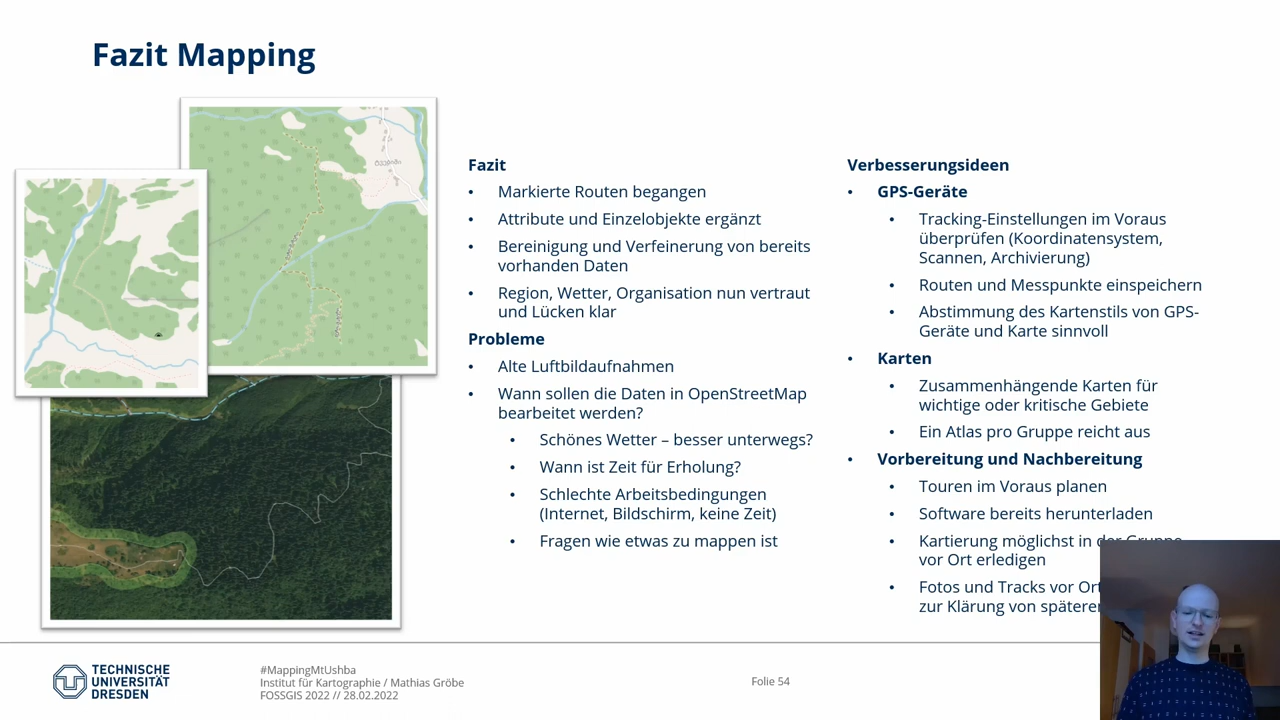 Fazit Mapping
Fazit
• Markierte Routen begangen
• Attribute und Einzelobjekte ergänzt
• Bereinigung und Verfeinerung von bereits
vorhanden Daten
• Region, Wetter, Organisation nun vertraut
und Lücken klar
Probleme
• Alte Luftbildaufnahmen
• Wann sollen die Daten in OpenStreetMap
bearbeitet werden?
• Schönes Wetter – besser unterwegs?
• Wann ist Zeit für Erholung?
• Schlechte Arbeitsbedingungen
(Internet, Bildschirm, keine Zeit)
• Fragen wie etwas zu mappen ist
Verbesserungsideen
• GPS-Geräte
• Tracking-Einstellungen im Voraus
überprüfen (Koordinatensystem,
Scannen, Archivierung)
• Routen und Messpunkte einspeichern
• Abstimmung des Kartenstils von GPS-
Geräte und Karte sinnvoll
• Karten
• Zusammenhängende Karten für
wichtige oder kritische Gebiete
• Ein Atlas pro Gruppe reicht aus
• Vorbereitung und Nachbereitung
• Touren im Voraus planen
• Software bereits herunterladen
• Kartierung möglichst in der Gruppe
vor Ort erledigen
• Fotos und Tracks vor Ort
zur Klärung von späteren
TECHNISCHE
UNIVERSITÄT
DRESDEN
#MappingMtUshba
Institut für Kartographie / Mathias Gröbe
FOSSGIS 2022 // 28.02.2022
Folie 54